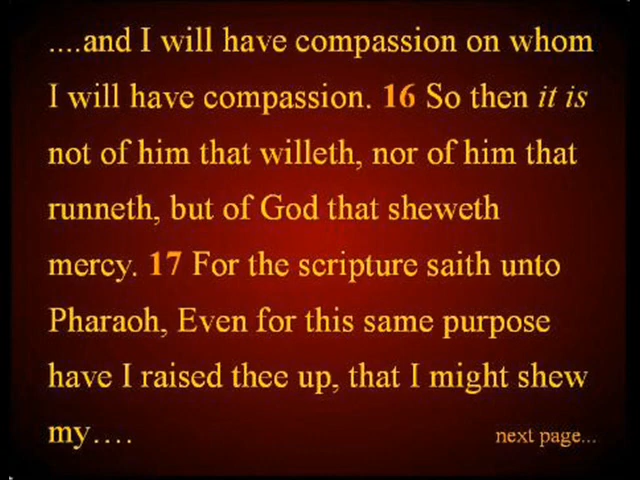 ....and I will have compassion on whom
I will have compassion. 16 So then it is
not of him that willeth, nor of him that
runneth, but of God that sheweth
mercy. 17 For the scripture saith unto
Pharaoh, Even for this same purpose
have I raised thee up, that I might shew
my....
next page...